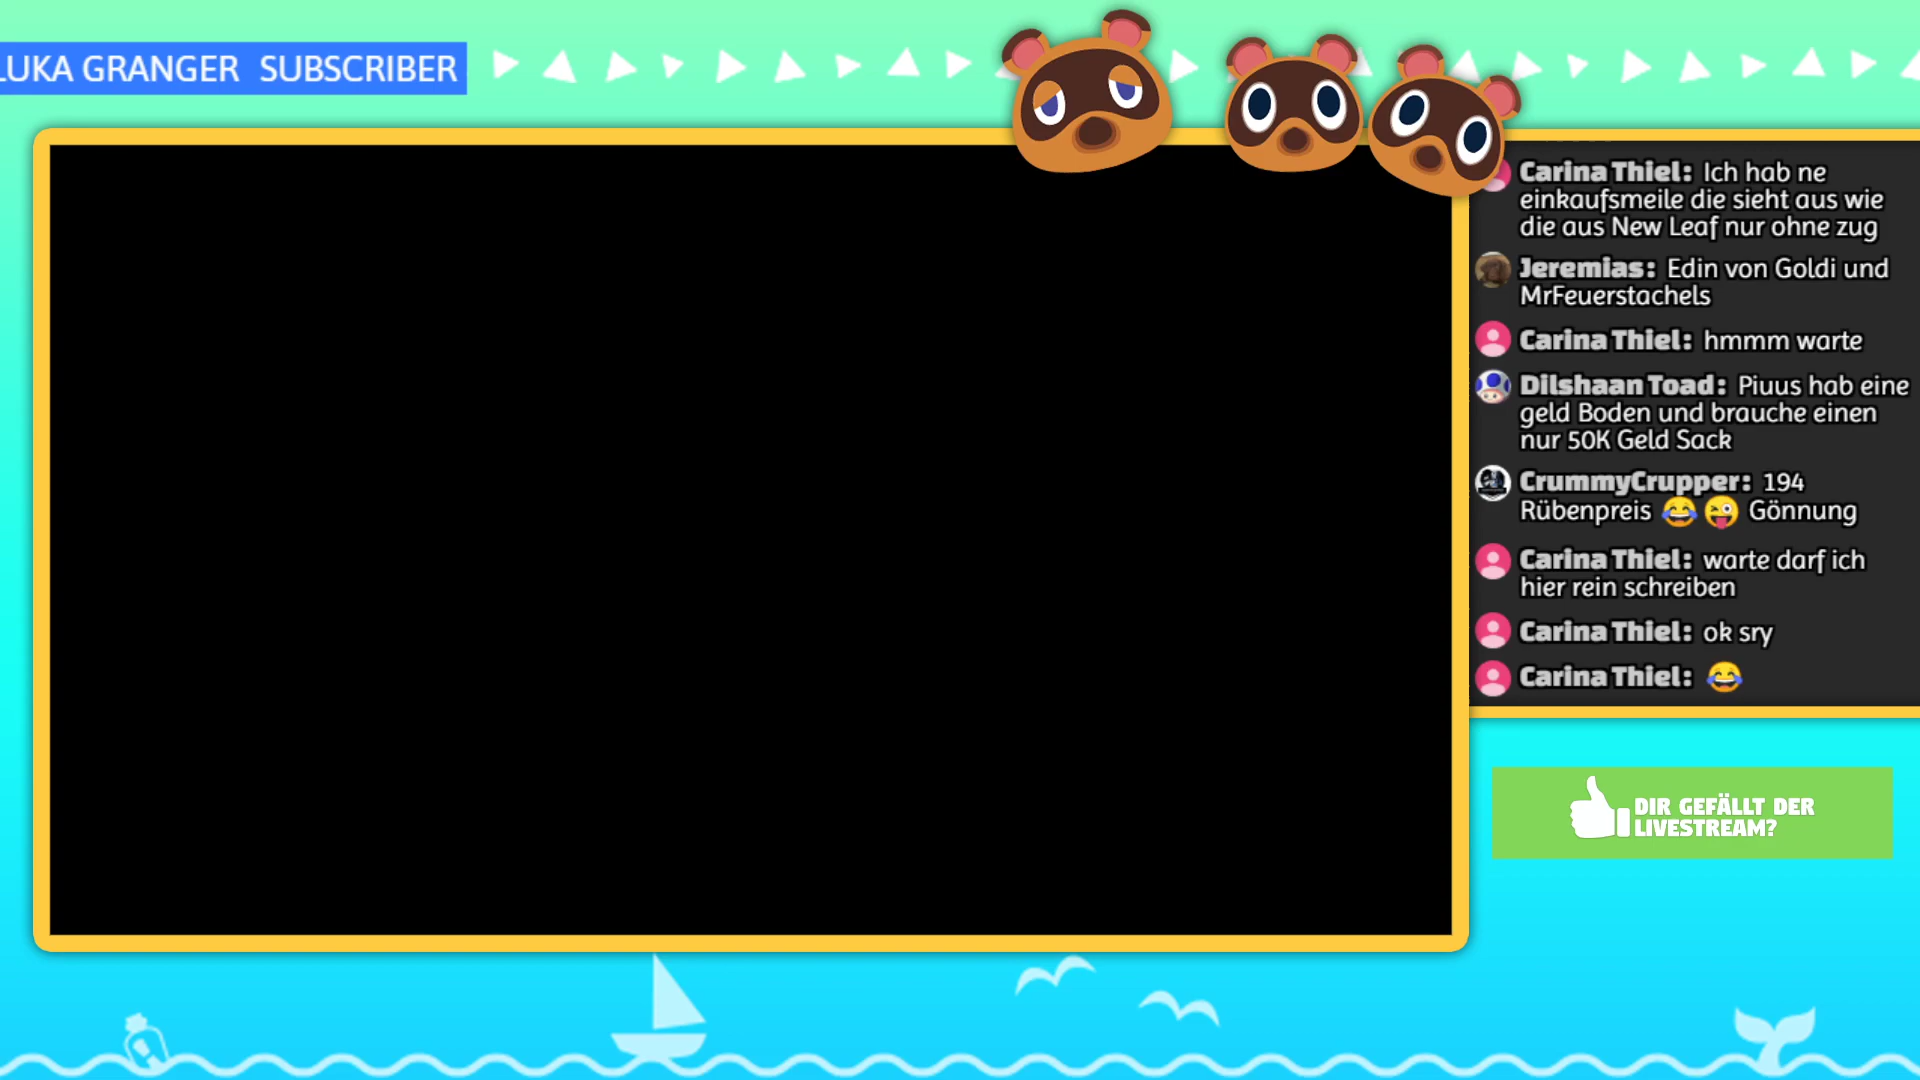 LUKA GRANGER SUBSCRIBER
Carina Thiel: Ich hab ne
einkaufsmeile die sieht aus wie
die aus New Leaf nur ohne zug
Jeremias: Edin von Goldi und
MrFeuerstachels
Carina Thiel: hmmm warte
Dilshaan Toad: Piuus hab eine
geld Boden und brauche einen
nur 50K Geld Sack
CrummyCrupper: 194
Rübenpreis 😂😜 Gönnung
Carina Thiel: warte darf ich
hier rein schreiben
Carina Thiel: ok sry
Carina Thiel: 😂
DIR GEFÄLLT DER
LIVESTREAM?